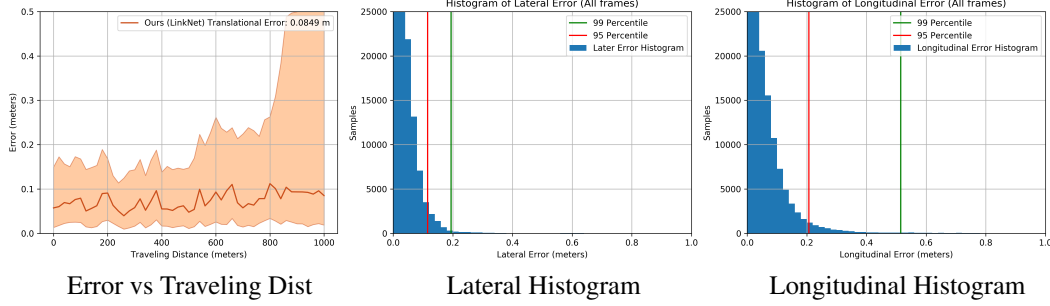 Ours (LinkNet) Translational Error: 0.0849 m
0.5
0.4
0.3
0.2
0.1
0.0
Error (meters)
0 200 400 600 800 1000
Traveling Distance (meters)
Error vs Traveling Dist
Histogram of Lateral Error (All frames)
99 Percentile
95 Percentile
Later Error Histogram
25000
20000
15000
10000
5000
0
Samples
0.0 0.2 0.4 0.6 0.8 1.0
Lateral Error (meters)
Lateral Histogram
Histogram of Longitudinal Error (All frames)
99 Percentile
95 Percentile
Longitudinal Error Histogram
25000
20000
15000
10000
5000
0
Samples
0.0 0.2 0.4 0.6 0.8 1.0
Longitudinal Error (meters)
Longitudinal Histogram